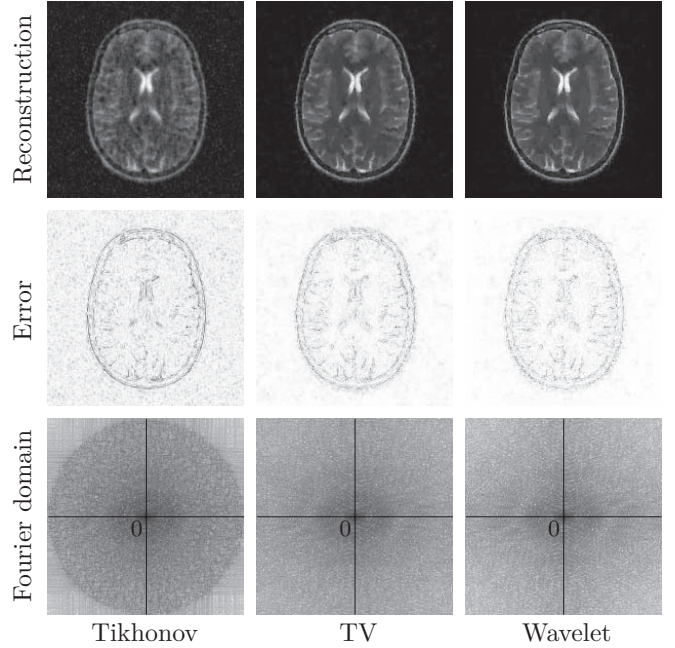 Reconstruction
Error
Fourier domain
0
0
0
Tikhonov
TV
Wavelet